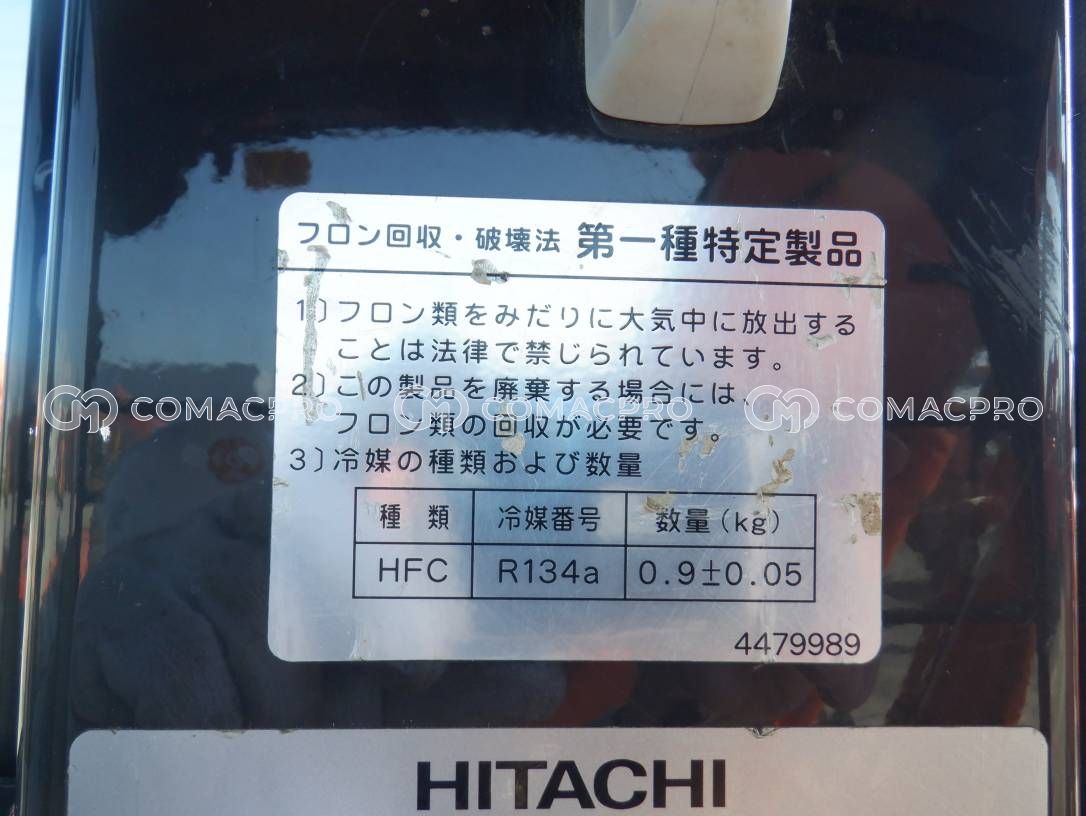 フロン回収・破壊法 第一種特定製品
1)フロン類をみだりに大気中に放出する
ことは法律で禁じられています。
2)この製品を廃棄する場合には、
フロン類の回収が必要です。
3)冷媒の種類および数量
種類 冷媒番号 数量(kg)
HFC R134a 0.9±0.05
4479989
HITACHI
COMACPRO COMACPRO COMACPRO